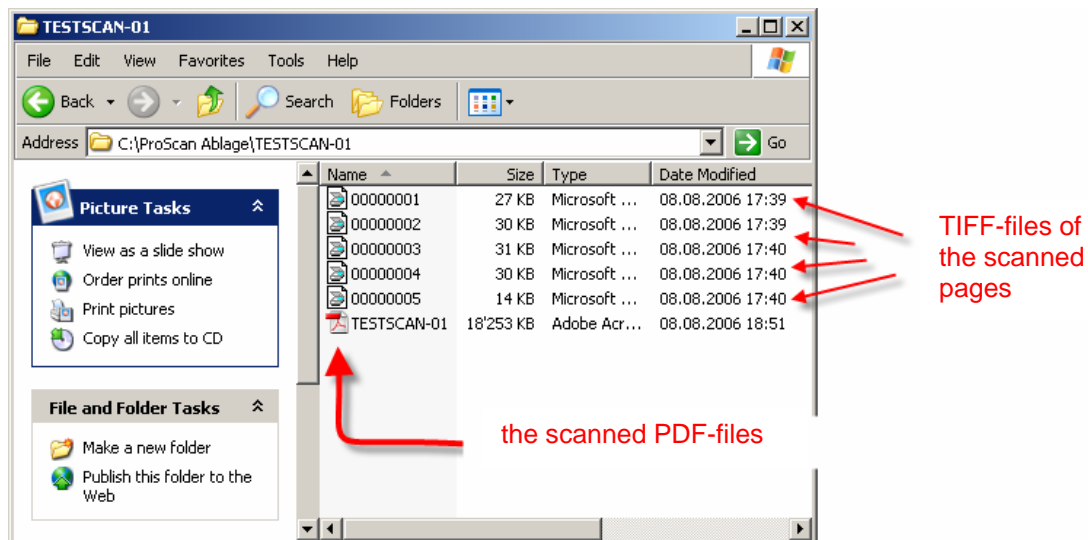 TESTSCAN-01
File Edit View Favorites Tools Help
Back Search Folders
Address C:\ProScan Ablage\TESTSCAN-01 Go
Picture Tasks
View as a slide show
Order prints online
Print pictures
Copy all items to CD
File and Folder Tasks
Make a new folder
Publish this folder to the
Web
Name Size Type Date Modified
00000001 27 KB Microsoft ... 08.08.2006 17:39
00000002 30 KB Microsoft ... 08.08.2006 17:39
00000003 31 KB Microsoft ... 08.08.2006 17:40
00000004 30 KB Microsoft ... 08.08.2006 17:40
00000005 14 KB Microsoft ... 08.08.2006 17:40
TESTSCAN-01 18'253 KB Adobe Acr... 08.08.2006 18:51
TIFF-files of
the scanned
pages
the scanned PDF-files